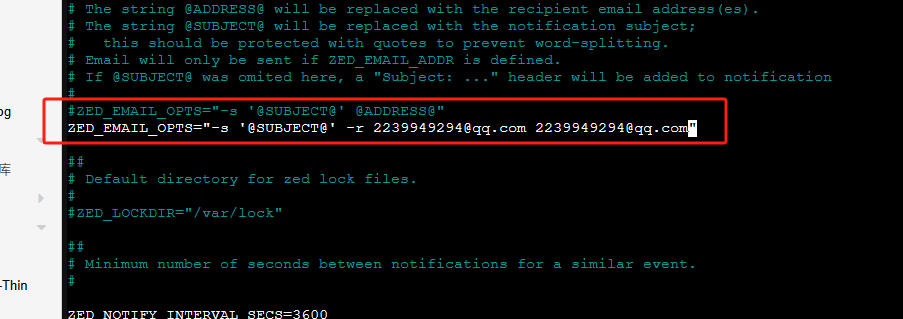 # The string @ADDRESS@ will be replaced with the recipient email address(es).
# The string @SUBJECT@ will be replaced with the notification subject;
#   this should be protected with quotes to prevent word-splitting.
# Email will only be sent if ZED_EMAIL_ADDR is defined.
# If @SUBJECT@ was omited here, a "Subject: ..." header will be added to notification
#
#ZED_EMAIL_OPTS="-s '@SUBJECT@' @ADDRESS@"
og
ZED_EMAIL_OPTS="-s '@SUBJECT@' -r 2239949294@qq.com 2239949294@qq.com"
##
库
# Default directory for zed lock files.
#
#ZED_LOCKDIR="/var/lock"
##
# Minimum number of seconds between notifications for a similar event.
#
-Thin
ZED_NOTIFY_INTERVAL_SECS=3600